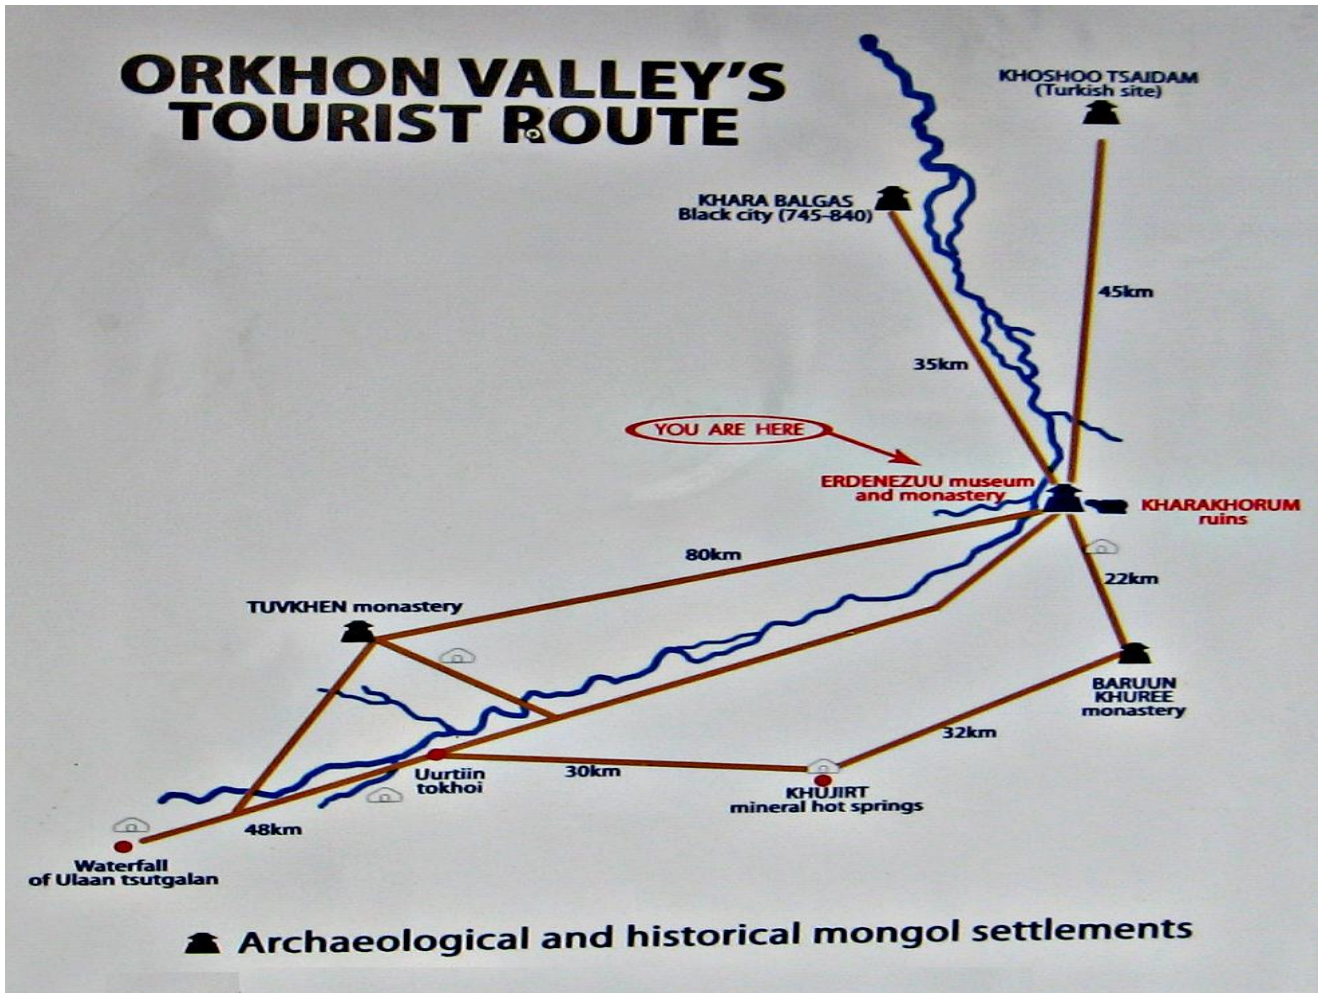 ORKHON VALLEY'S
TOURIST ROUTE
KHOSHOO TSAIDAM
(Turkish site)
KHARA BALGAS
Black city (745-840)
45km
35km
YOU ARE HERE
ERDENEZUU museum
and monastery
KHARAKHORUM
ruins
80km
22km
TUVKHEN monastery
BARUUN
KHUREE
monastery
32km
Uurtiin
tokhoi
30km
KHUJIRT
mineral hot springs
48km
Waterfall
of Ulaan tsutgalan
Archaeological and historical mongol settlements